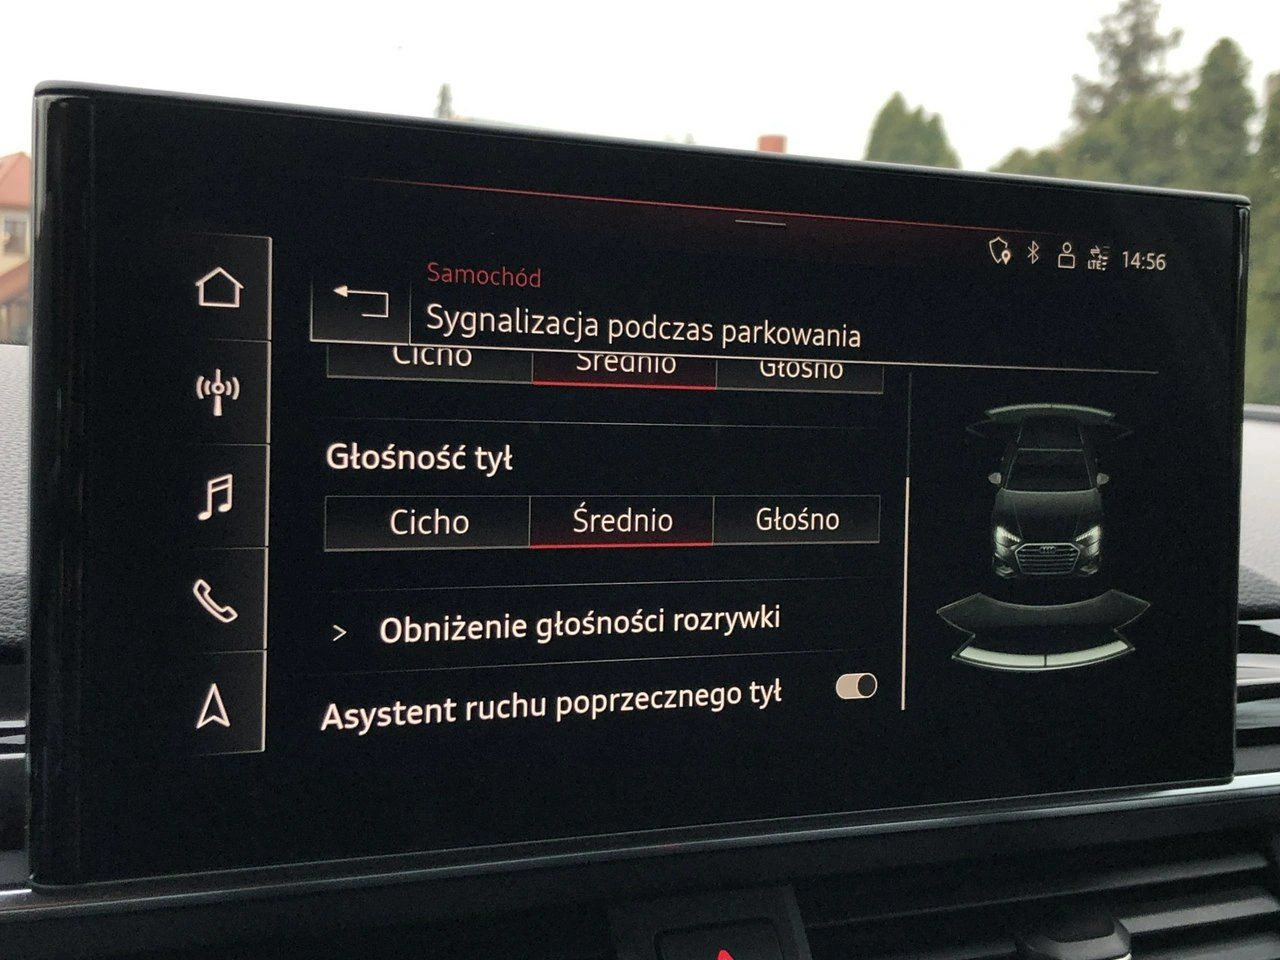 LTE
14:56
Samochód
Sygnalizacja podczas parkowania
Cicho Średnio Głośno
Głośność tył
Cicho Średnio Głośno
> Obniżenie głośności rozrywki
Asystent ruchu poprzecznego tył